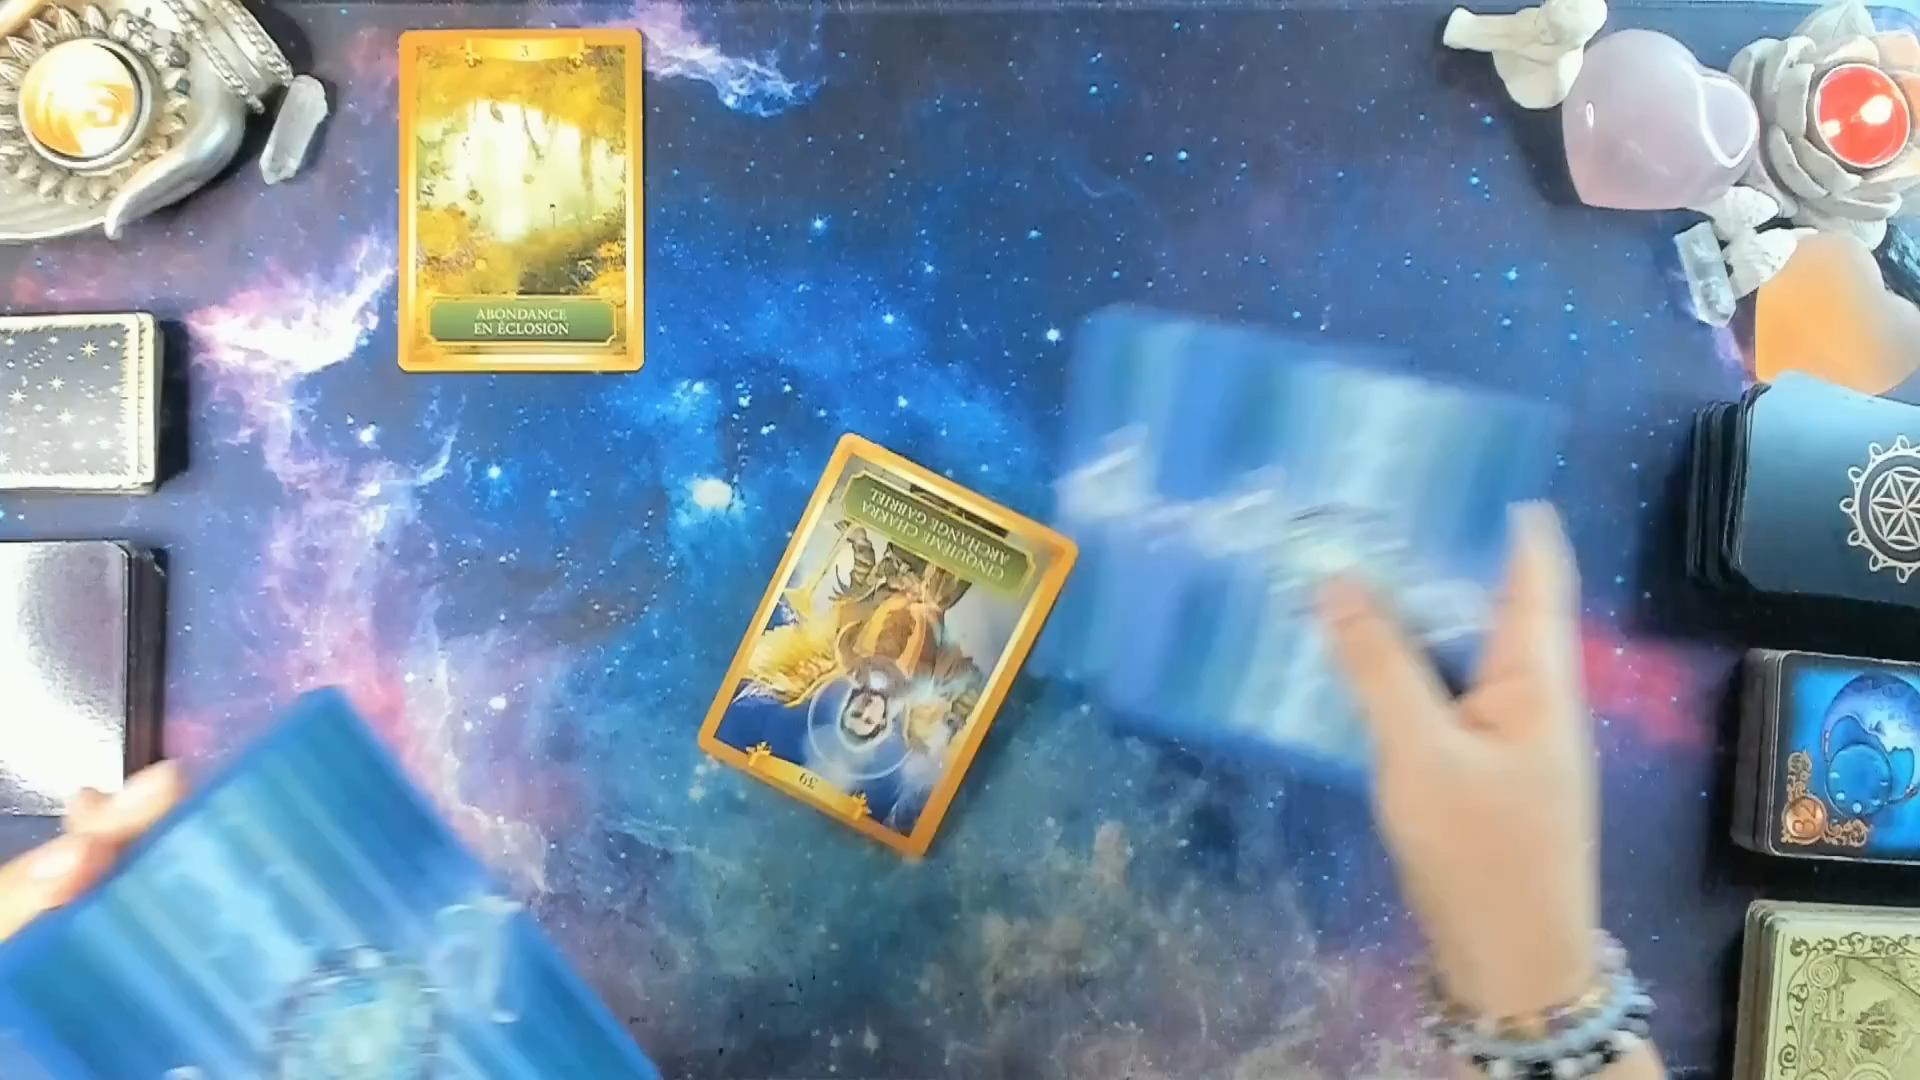 3
ABONDANCE
EN ÉCLOSION
CINQUIÈME CHAKRA
ARCHANGE GABRIEL
39